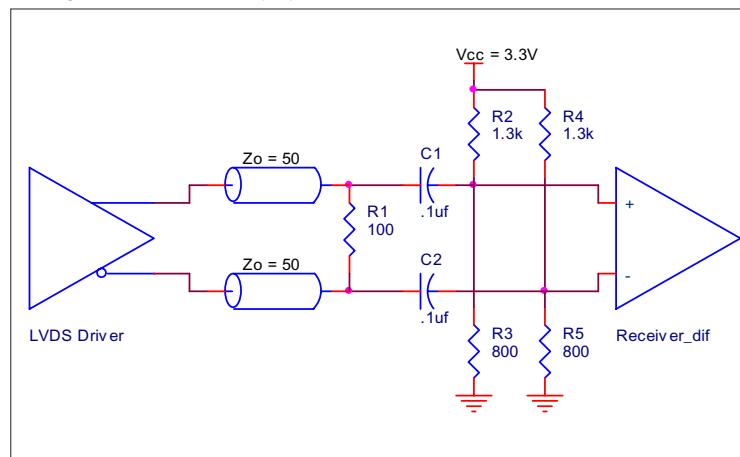 Vcc = 3.3V
R2
1.3k
R4
1.3k
Zo = 50
C1
.1uf
R1
100
+
Zo = 50
C2
.1uf
-
LVDS Driver
R3
800
R5
800
Receiver_dif